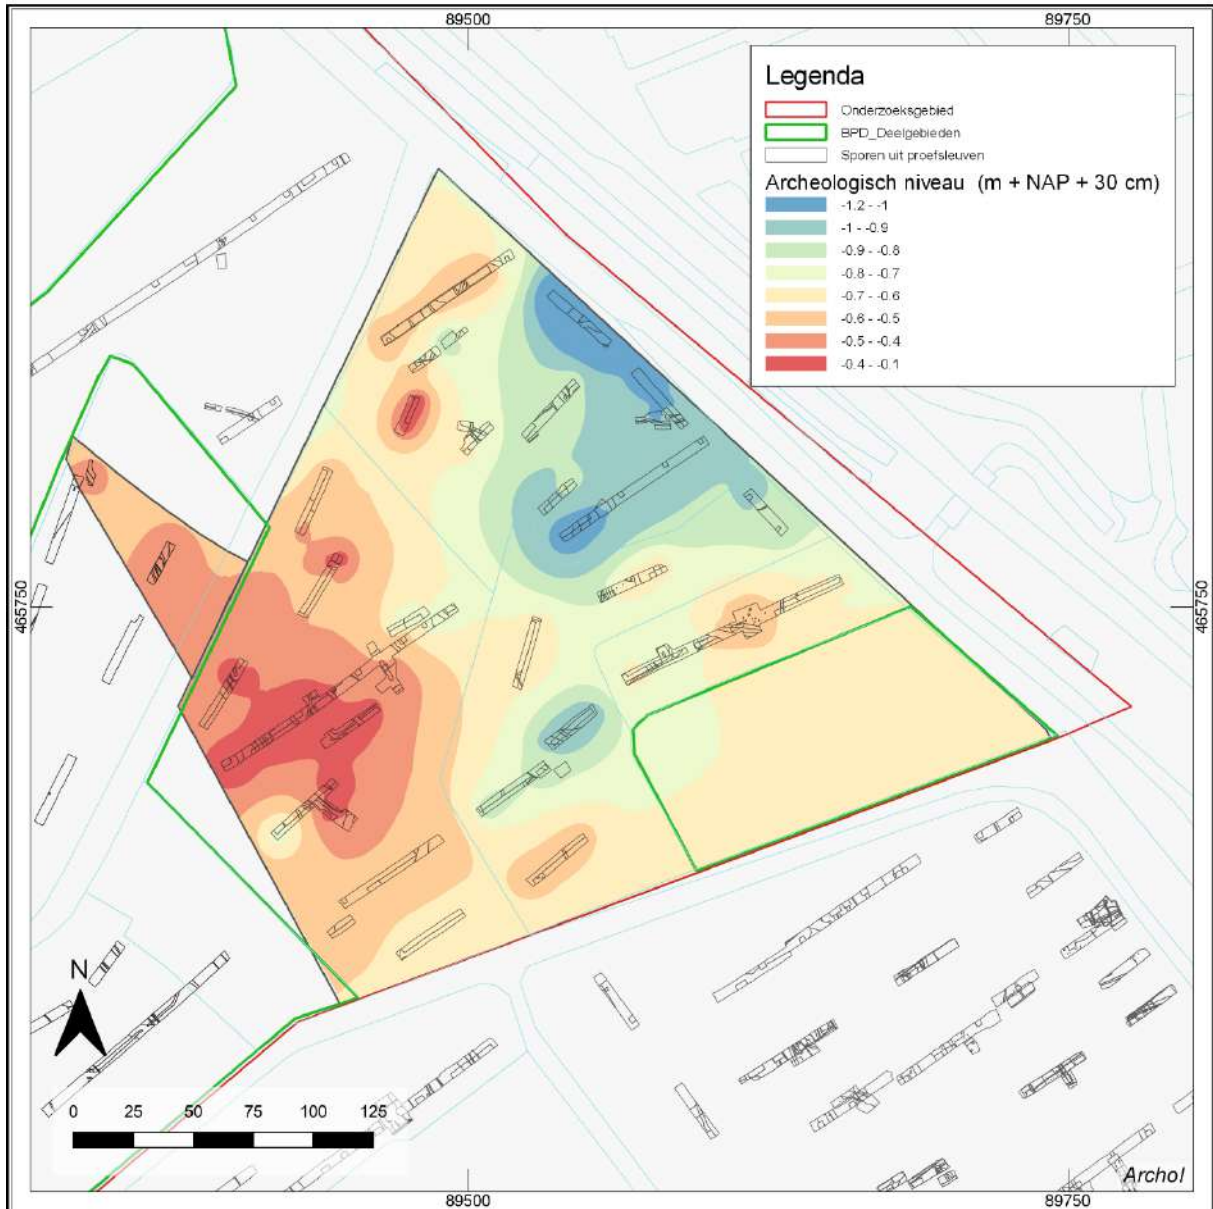 89500 89750
Legenda
Onderzoeksgebied
BPD_Deelgebieden
Sporen uit proefsleuven
Archeologisch niveau (m + NAP + 30 cm)
-1.2 - -1
-1 - -0.9
-0.9 - -0.8
-0.8 - -0.7
-0.7 - -0.6
-0.6 - -0.5
-0.5 - -0.4
-0.4 - -0.1
465750 465750
N
0 25 50 75 100 125
Archol
89500 89750